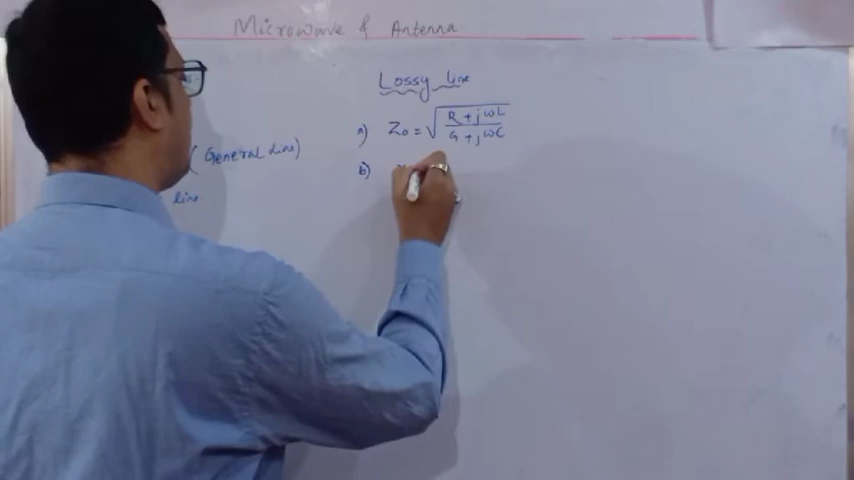 Microwave & Antenna
Lossy line
a) Z₀ = √((R + jωL)/(G + jωC))
(General line)
b)
line